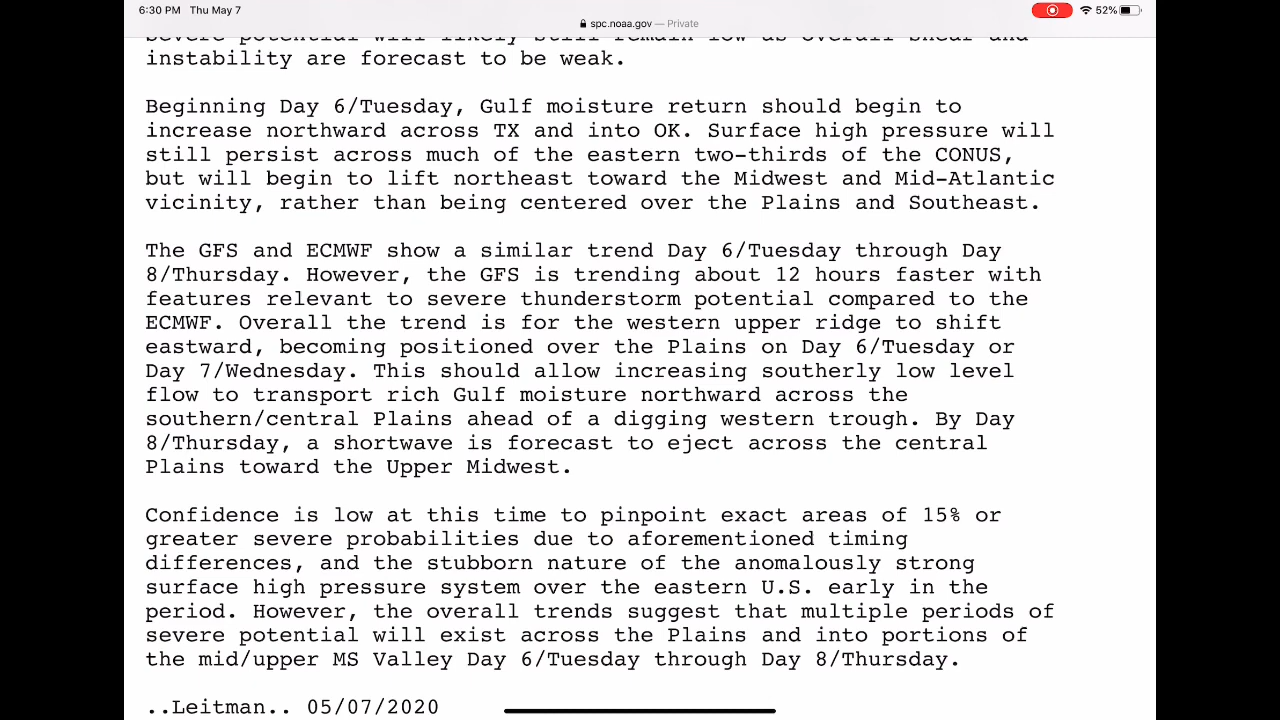 6:30 PM Thu May 7
52%
spc.noaa.gov — Private
severe potential will likely still remain low as overall shear and
instability are forecast to be weak.
Beginning Day 6/Tuesday, Gulf moisture return should begin to
increase northward across TX and into OK. Surface high pressure will
still persist across much of the eastern two-thirds of the CONUS,
but will begin to lift northeast toward the Midwest and Mid-Atlantic
vicinity, rather than being centered over the Plains and Southeast.
The GFS and ECMWF show a similar trend Day 6/Tuesday through Day
8/Thursday. However, the GFS is trending about 12 hours faster with
features relevant to severe thunderstorm potential compared to the
ECMWF. Overall the trend is for the western upper ridge to shift
eastward, becoming positioned over the Plains on Day 6/Tuesday or
Day 7/Wednesday. This should allow increasing southerly low level
flow to transport rich Gulf moisture northward across the
southern/central Plains ahead of a digging western trough. By Day
8/Thursday, a shortwave is forecast to eject across the central
Plains toward the Upper Midwest.
Confidence is low at this time to pinpoint exact areas of 15% or
greater severe probabilities due to aforementioned timing
differences, and the stubborn nature of the anomalously strong
surface high pressure system over the eastern U.S. early in the
period. However, the overall trends suggest that multiple periods of
severe potential will exist across the Plains and into portions of
the mid/upper MS Valley Day 6/Tuesday through Day 8/Thursday.
..Leitman.. 05/07/2020